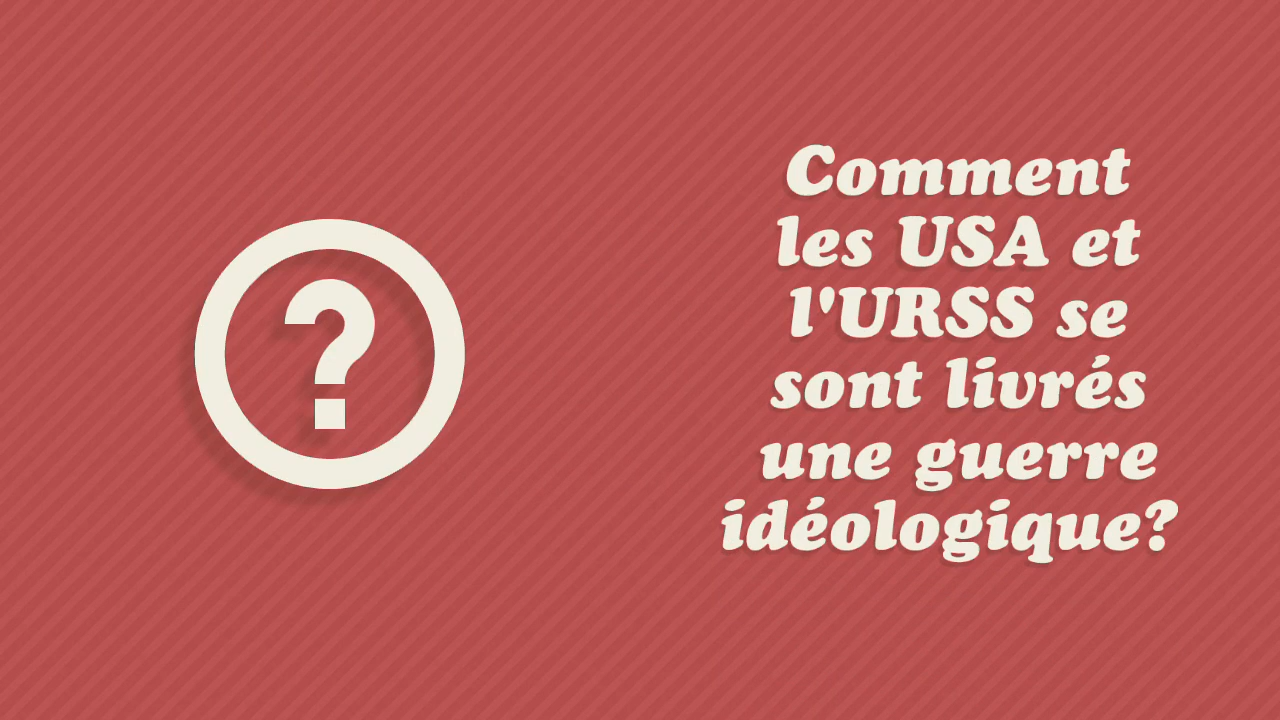 Comment
les USA et
l'URSS se
sont livrés
une guerre
idéologique?